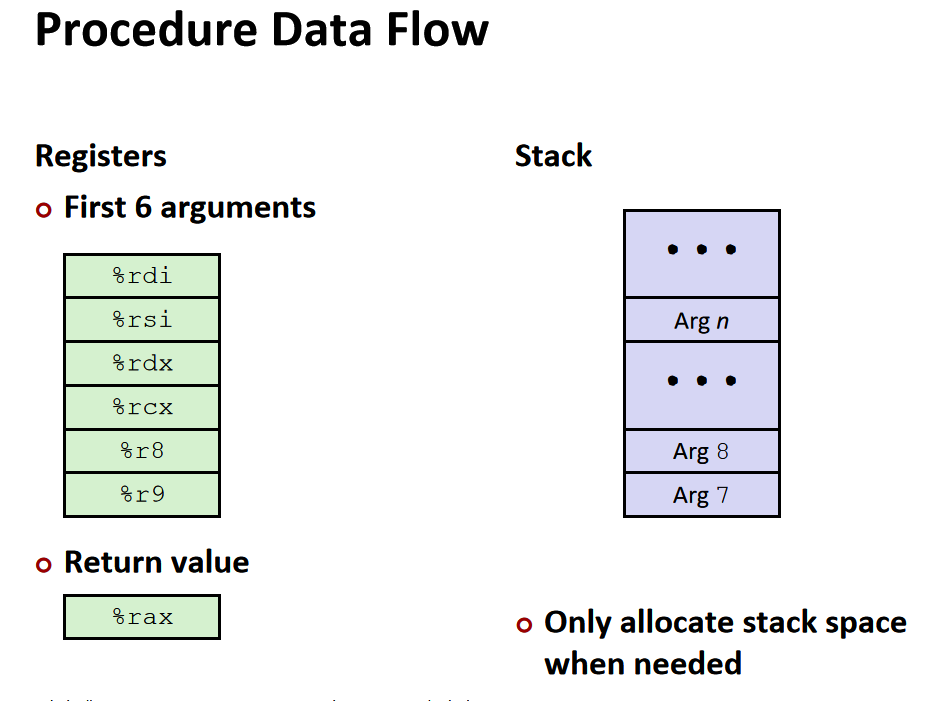 Procedure Data Flow
Registers
First 6 arguments
%rdi
%rsi
%rdx
%rcx
%r8
%r9
Return value
%rax
Stack
• • •
Arg n
• • •
Arg 8
Arg 7
Only allocate stack space
when needed